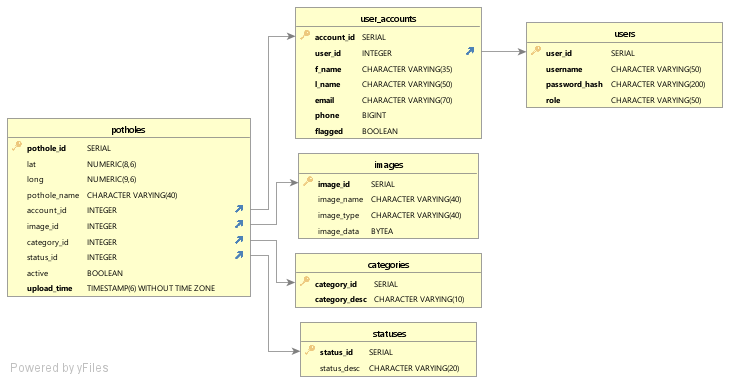 user_accounts
account_id SERIAL
user_id INTEGER
f_name CHARACTER VARYING(35)
l_name CHARACTER VARYING(50)
email CHARACTER VARYING(70)
phone BIGINT
flagged BOOLEAN
users
user_id SERIAL
username CHARACTER VARYING(50)
password_hash CHARACTER VARYING(200)
role CHARACTER VARYING(50)
potholes
pothole_id SERIAL
lat NUMERIC(8,6)
long NUMERIC(9,6)
pothole_name CHARACTER VARYING(40)
account_id INTEGER
image_id INTEGER
category_id INTEGER
status_id INTEGER
active BOOLEAN
upload_time TIMESTAMP(6) WITHOUT TIME ZONE
images
image_id SERIAL
image_name CHARACTER VARYING(40)
image_type CHARACTER VARYING(40)
image_data BYTEA
categories
category_id SERIAL
category_desc CHARACTER VARYING(10)
statuses
status_id SERIAL
status_desc CHARACTER VARYING(20)
Powered by yFiles